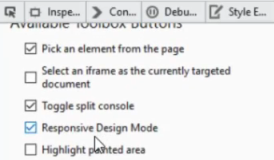 Inspe... Con... Debu... Style E...
Available Toolbox Buttons
Pick an element from the page
Select an iframe as the currently targeted
document
Toggle split console
Responsive Design Mode
Highlight painted area